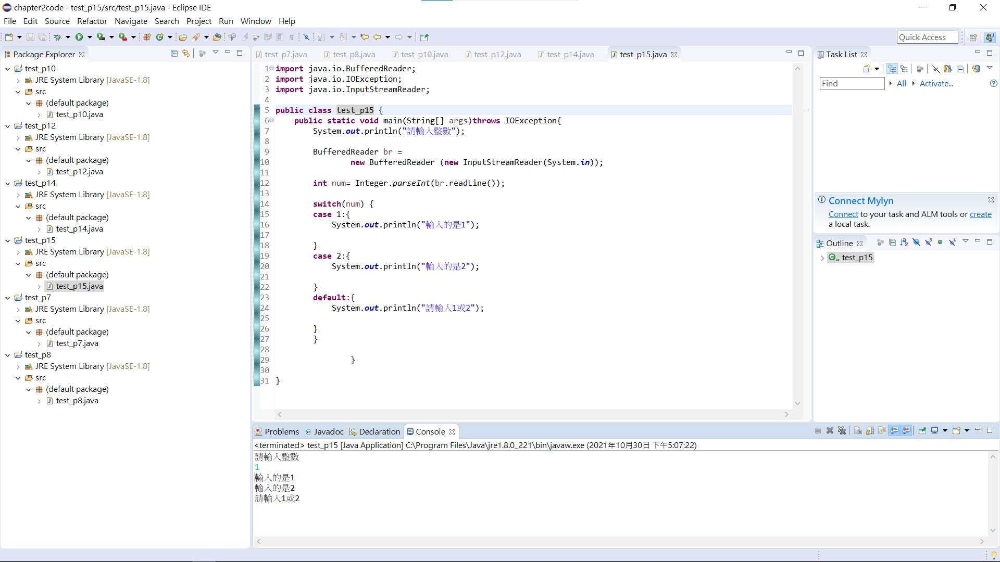 chapter2code - test_p15/src/test_p15.java - Eclipse IDE
File Edit Source Refactor Navigate Search Project Run Window Help
Quick Access
Package Explorer
test_p10
JRE System Library [JavaSE-1.8]
src
(default package)
test_p10.java
test_p12
JRE System Library [JavaSE-1.8]
src
(default package)
test_p12.java
test_p14
JRE System Library [JavaSE-1.8]
src
(default package)
test_p14.java
test_p15
JRE System Library [JavaSE-1.8]
src
(default package)
test_p15.java
test_p7
JRE System Library [JavaSE-1.8]
src
(default package)
test_p7.java
test_p8
JRE System Library [JavaSE-1.8]
src
(default package)
test_p8.java
test_p7.java test_p8.java test_p10.java test_p12.java test_p14.java test_p15.java
1 import java.io.BufferedReader;
2 import java.io.IOException;
3 import java.io.InputStreamReader;
4
5 public class test_p15 {
6 public static void main(String[] args)throws IOException{
7 System.out.println("請輸入整數");
8
9 BufferedReader br =
10 new BufferedReader (new InputStreamReader(System.in));
11
12 int num= Integer.parseInt(br.readLine());
13
14 switch(num) {
15 case 1:{
16 System.out.println("輸入的是1");
17
18 }
19 case 2:{
20 System.out.println("輸入的是2");
21
22 }
23 default:{
24 System.out.println("請輸入1或2");
25
26 }
27 }
28
29 }
30
31 }
Task List
Find All Activate...
Connect Mylyn
Connect to your task and ALM tools or create
a local task.
Outline
test_p15
Problems @ Javadoc Declaration Console
<terminated> test_p15 [Java Application] C:\Program Files\Java\jre1.8.0_221\bin\javaw.exe (2021年10月30日 下午5:07:22)
請輸入整數
1
輸入的是1
輸入的是2
請輸入1或2